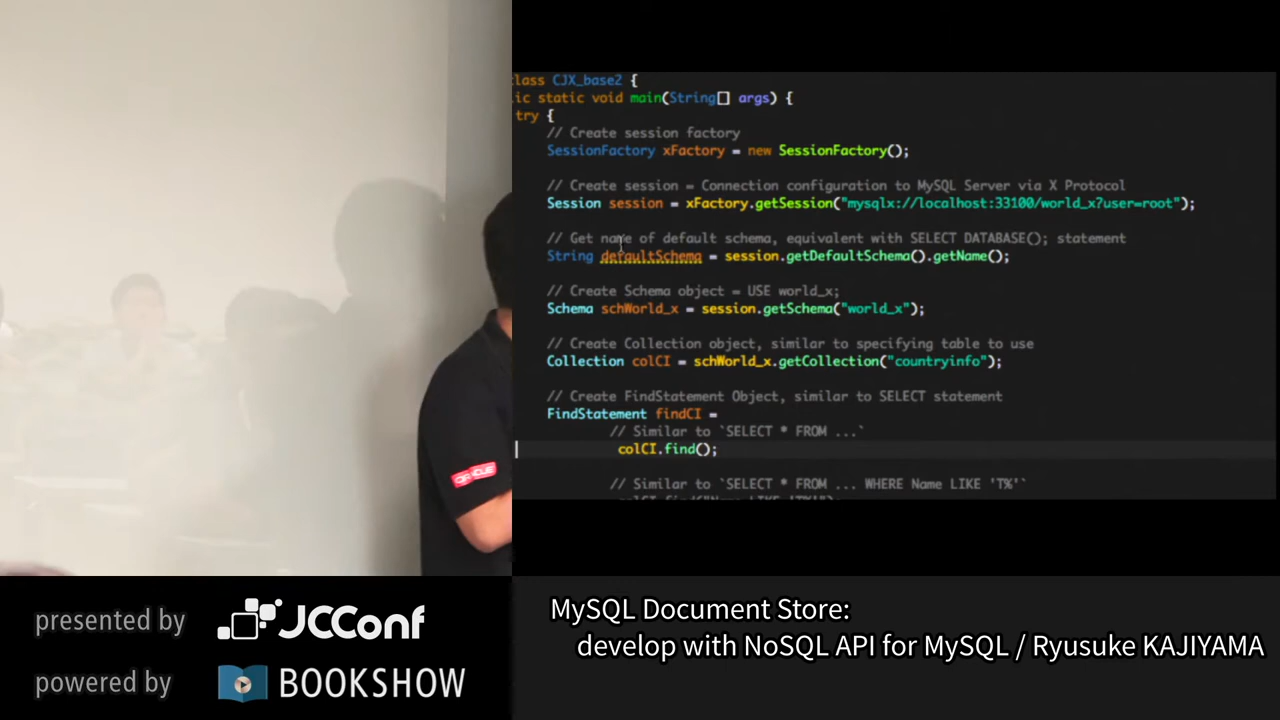 class CJX_base2 {
ic static void main(String[] args) {
try {
// Create session factory
SessionFactory xFactory = new SessionFactory();
// Create session = Connection configuration to MySQL Server via X Protocol
Session session = xFactory.getSession("mysqlx://localhost:33100/world_x?user=root");
// Get name of default schema, equivalent with SELECT DATABASE(); statement
String defaultSchema = session.getDefaultSchema().getName();
// Create Schema object = USE world_x;
Schema schWorld_x = session.getSchema("world_x");
// Create Collection object, similar to specifying table to use
Collection colCI = schWorld_x.getCollection("countryinfo");
// Create FindStatement Object, similar to SELECT statement
FindStatement findCI =
// Similar to `SELECT * FROM ...`
colCI.find();
// Similar to `SELECT * FROM ... WHERE Name LIKE 'T%'`
ORACLE
presented by JCConf
powered by BOOKSHOW
MySQL Document Store:
develop with NoSQL API for MySQL / Ryusuke KAJIYAMA